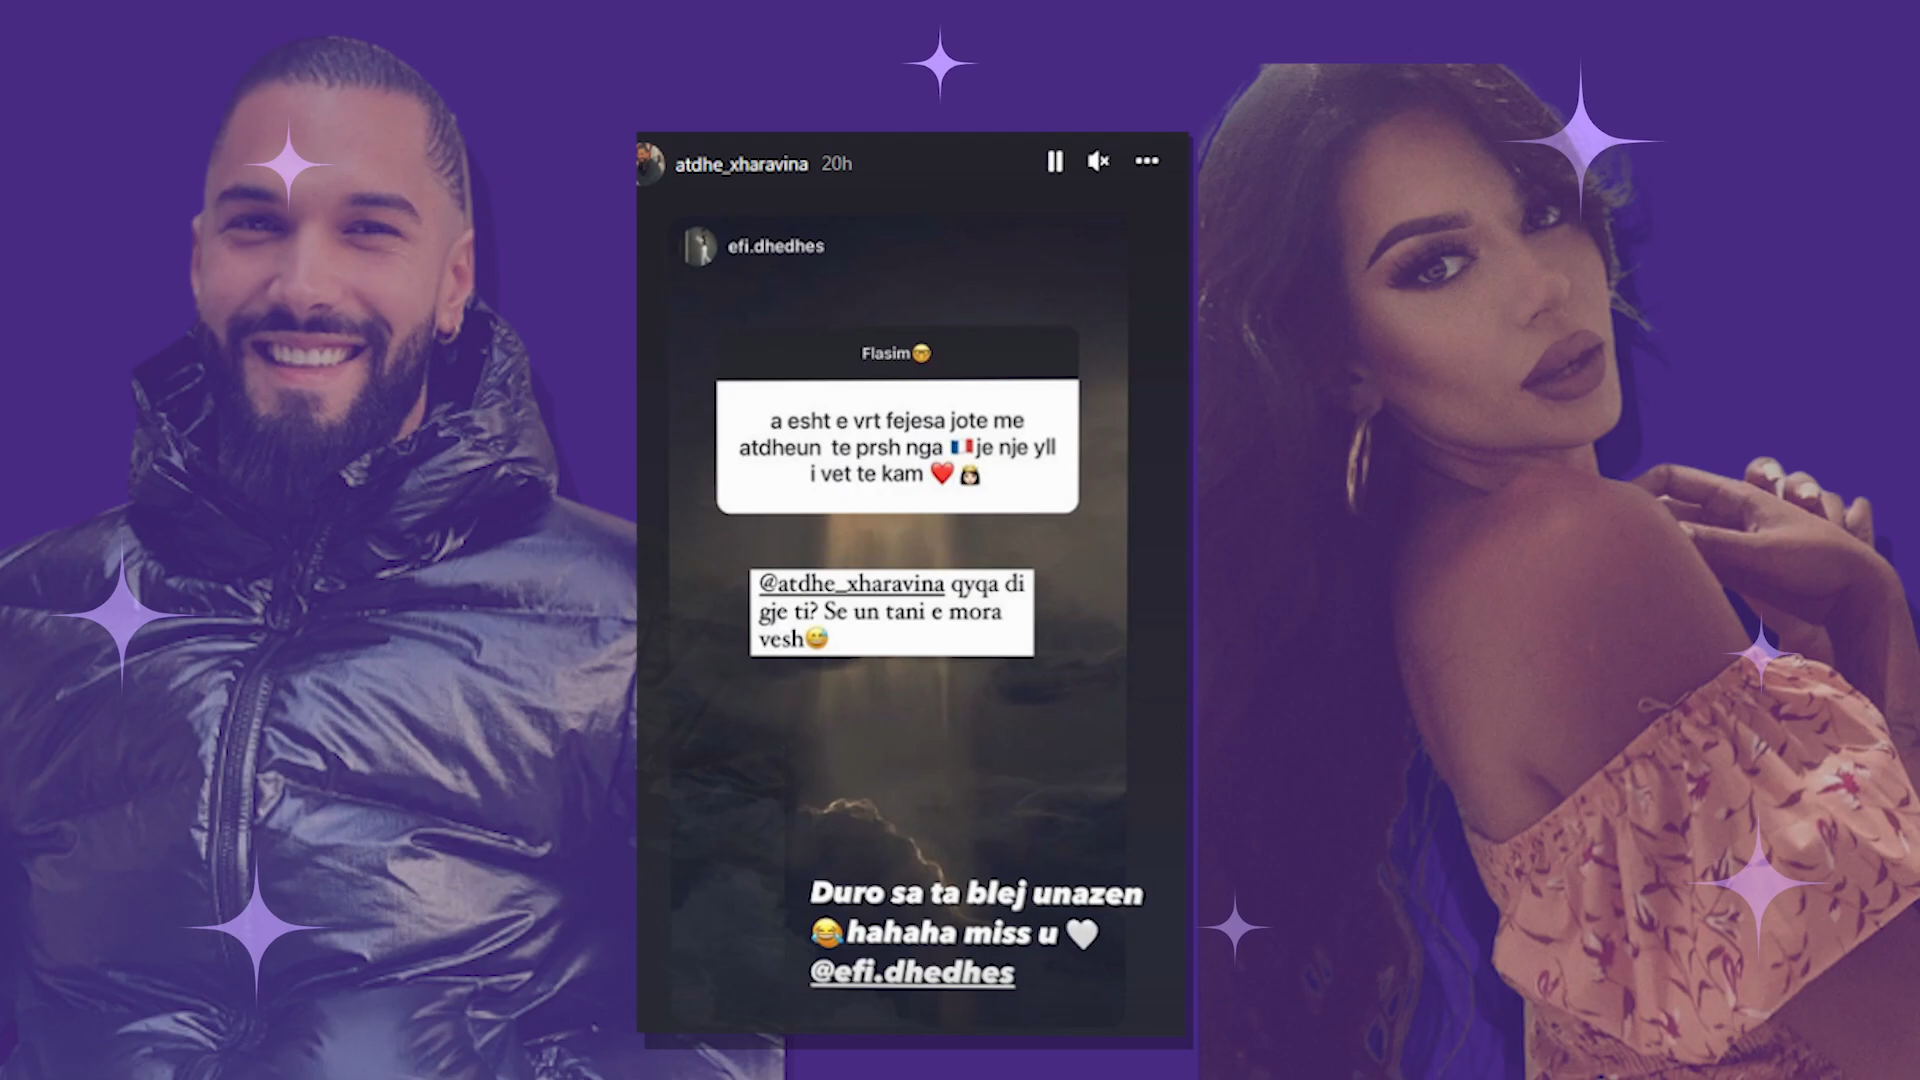 atdhe_xharavina 20h
efi.dhedhes
Flasim🤓
a esht e vrt fejesa jote me
atdheun te prsh nga 🇫🇷je nje yll
i vet te kam ❤️👰🏻
@atdhe_xharavina qyqa di
gje ti? Se un tani e mora
vesh😅
Duro sa ta blej unazen
😂hahaha miss u 🤍
@efi.dhedhes